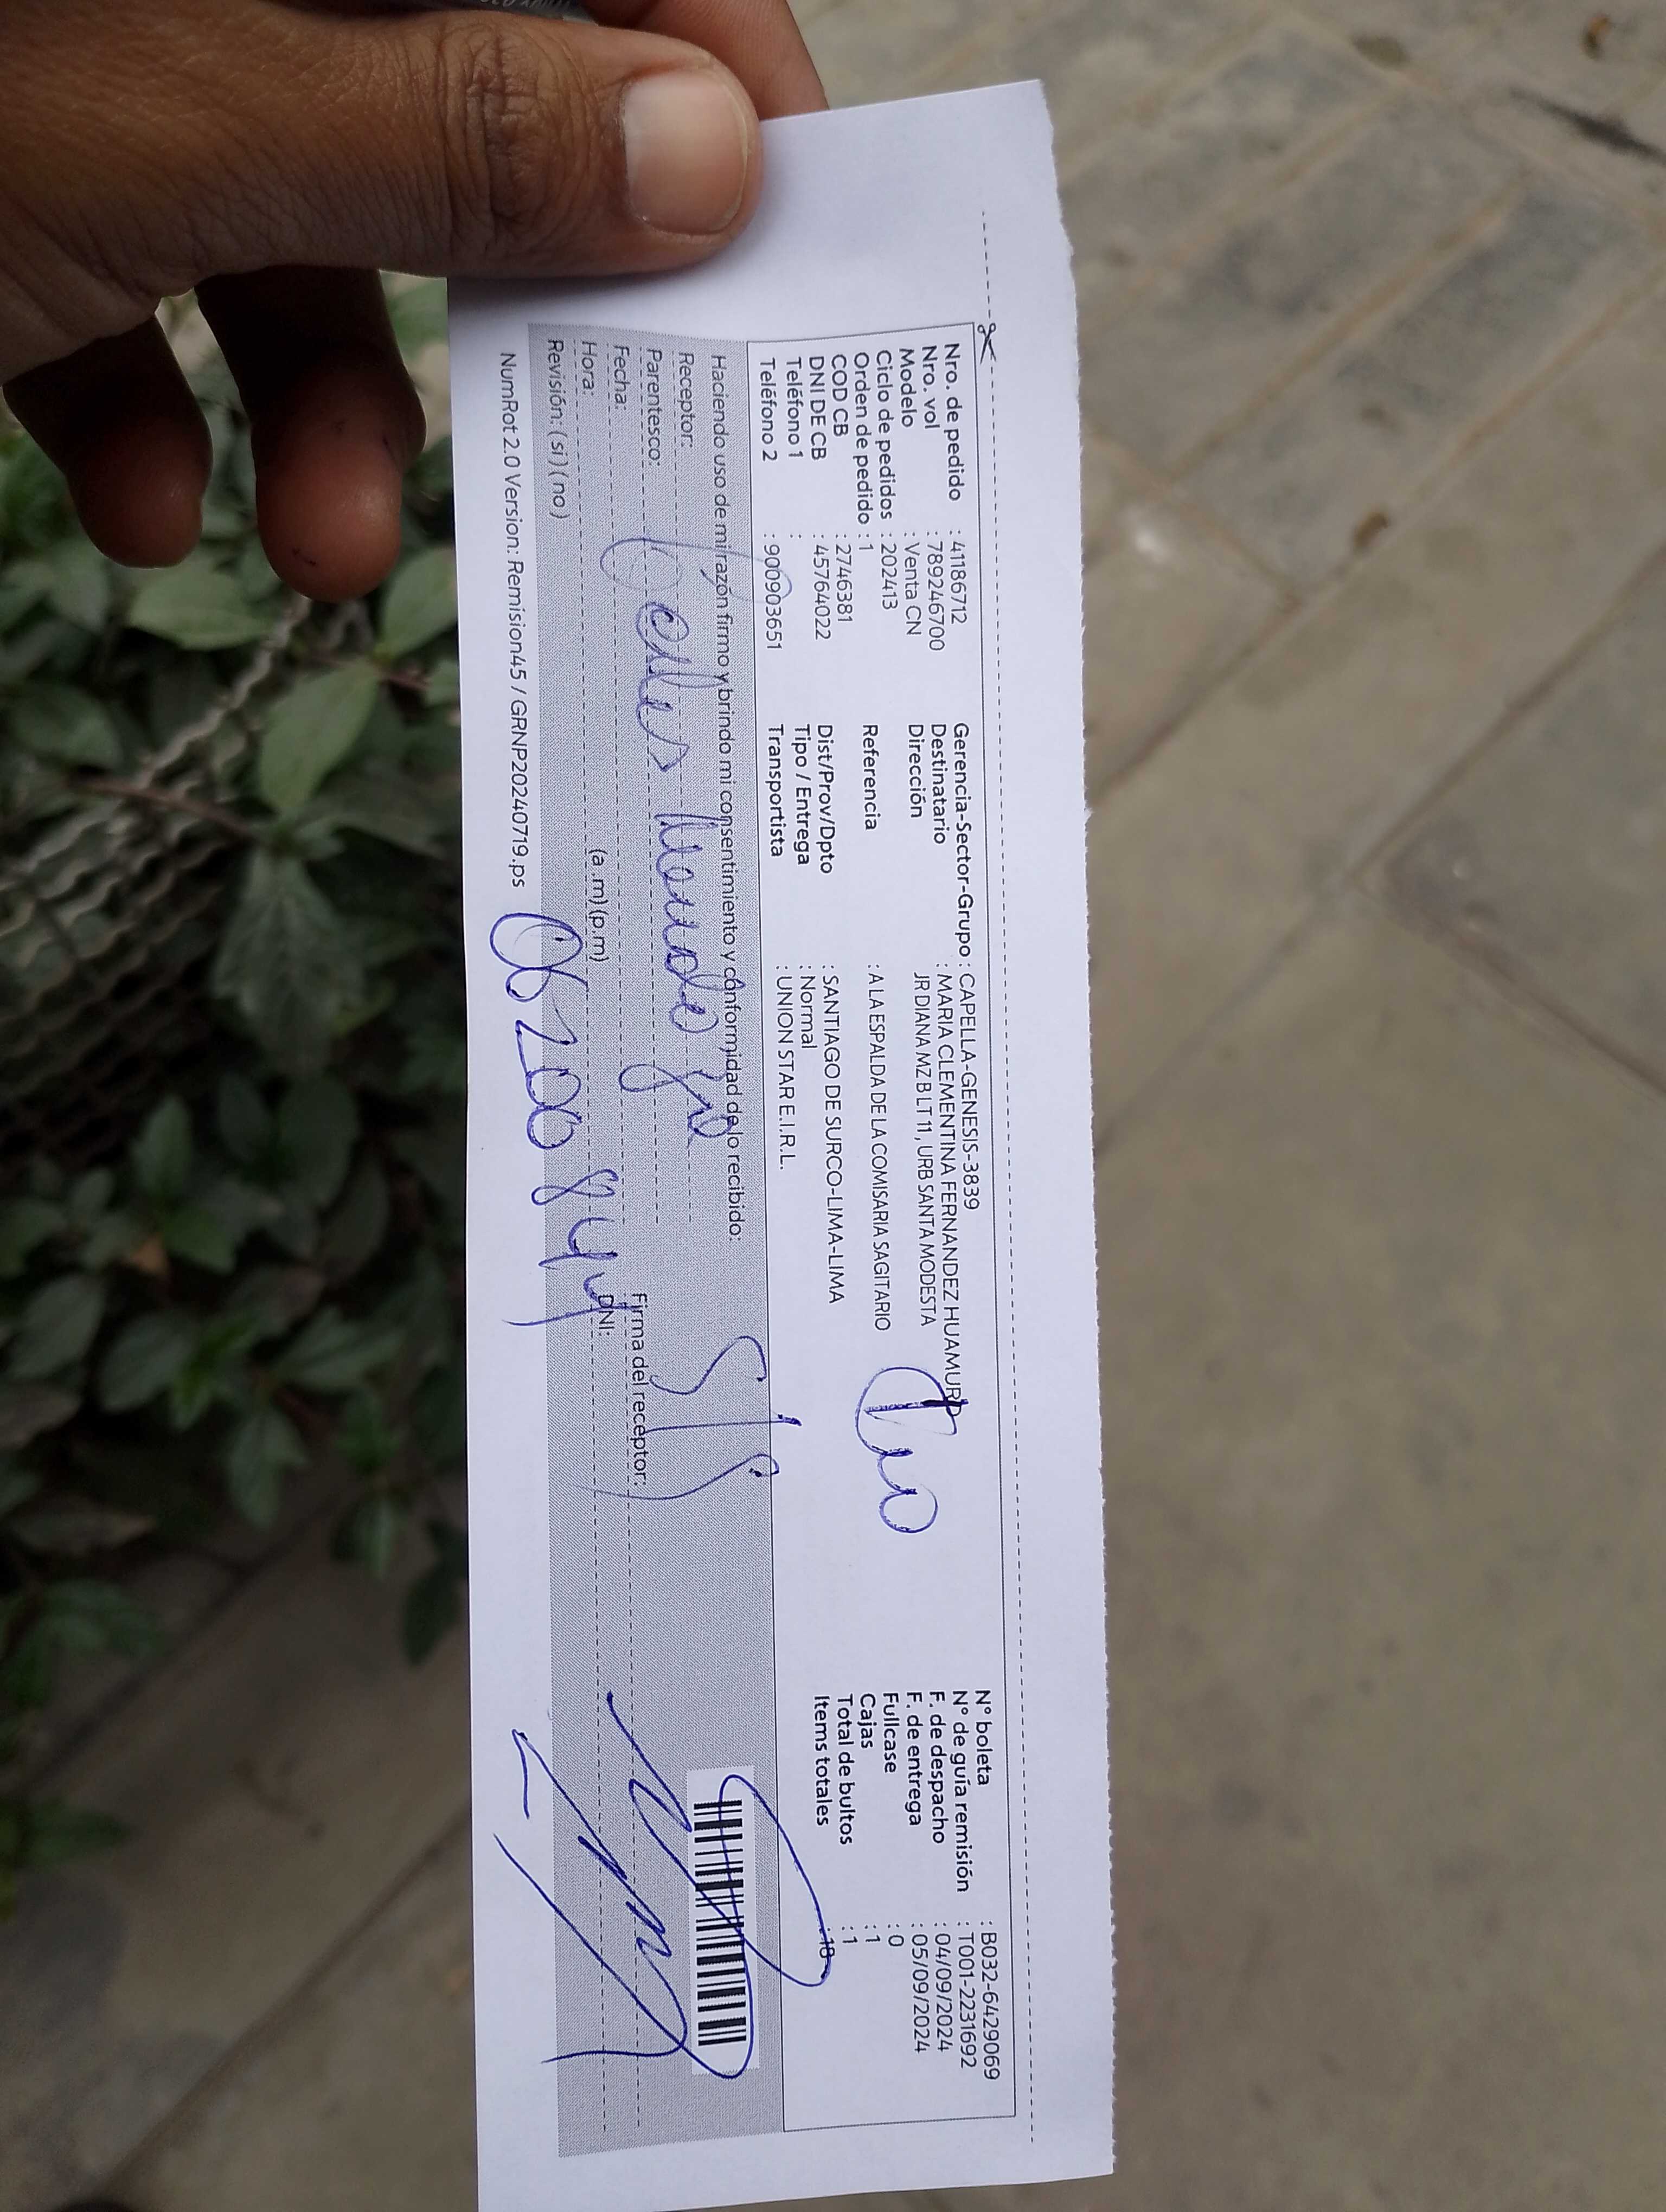 Nro. de pedido : 41186712
Nro. vol : 789246700
Modelo : Venta CN
Ciclo de pedidos : 202413
Orden de pedido : 1
COD CB : 2746381
DNI DE CB : 45764022
Teléfono 1 :
Teléfono 2 : 900903651
Gerencia-Sector-Grupo : CAPELLA-GENESIS-3839
Destinatario : MARIA CLEMENTINA FERNANDEZ HUAMURO
Dirección JR DIANA MZ B LT 11 , URB SANTA MODESTA
Referencia : A LA ESPALDA DE LA COMISARIA SAGITARIO
Dist/Prov/Dpto : SANTIAGO DE SURCO-LIMA-LIMA
Tipo / Entrega : Normal
Transportista : UNION STAR E.I.R.L.
N° boleta : B032-6429069
N° de guía remisión : T001-2231692
F. de despacho : 04/09/2024
F. de entrega : 05/09/2024
Fullcase : 0
Cajas : 1
Total de bultos : 1
Items totales : 18
Haciendo uso de mi razón firmo y brindo mi consentimiento y conformidad de lo recibido:
Receptor:
Parentesco:
Fecha:
Hora: (a.m)(p.m)
Revisión: (si) (no)
Firma del receptor:
DNI:
NumRot 2.0 Version: Remision45 / GRNP20240719.ps